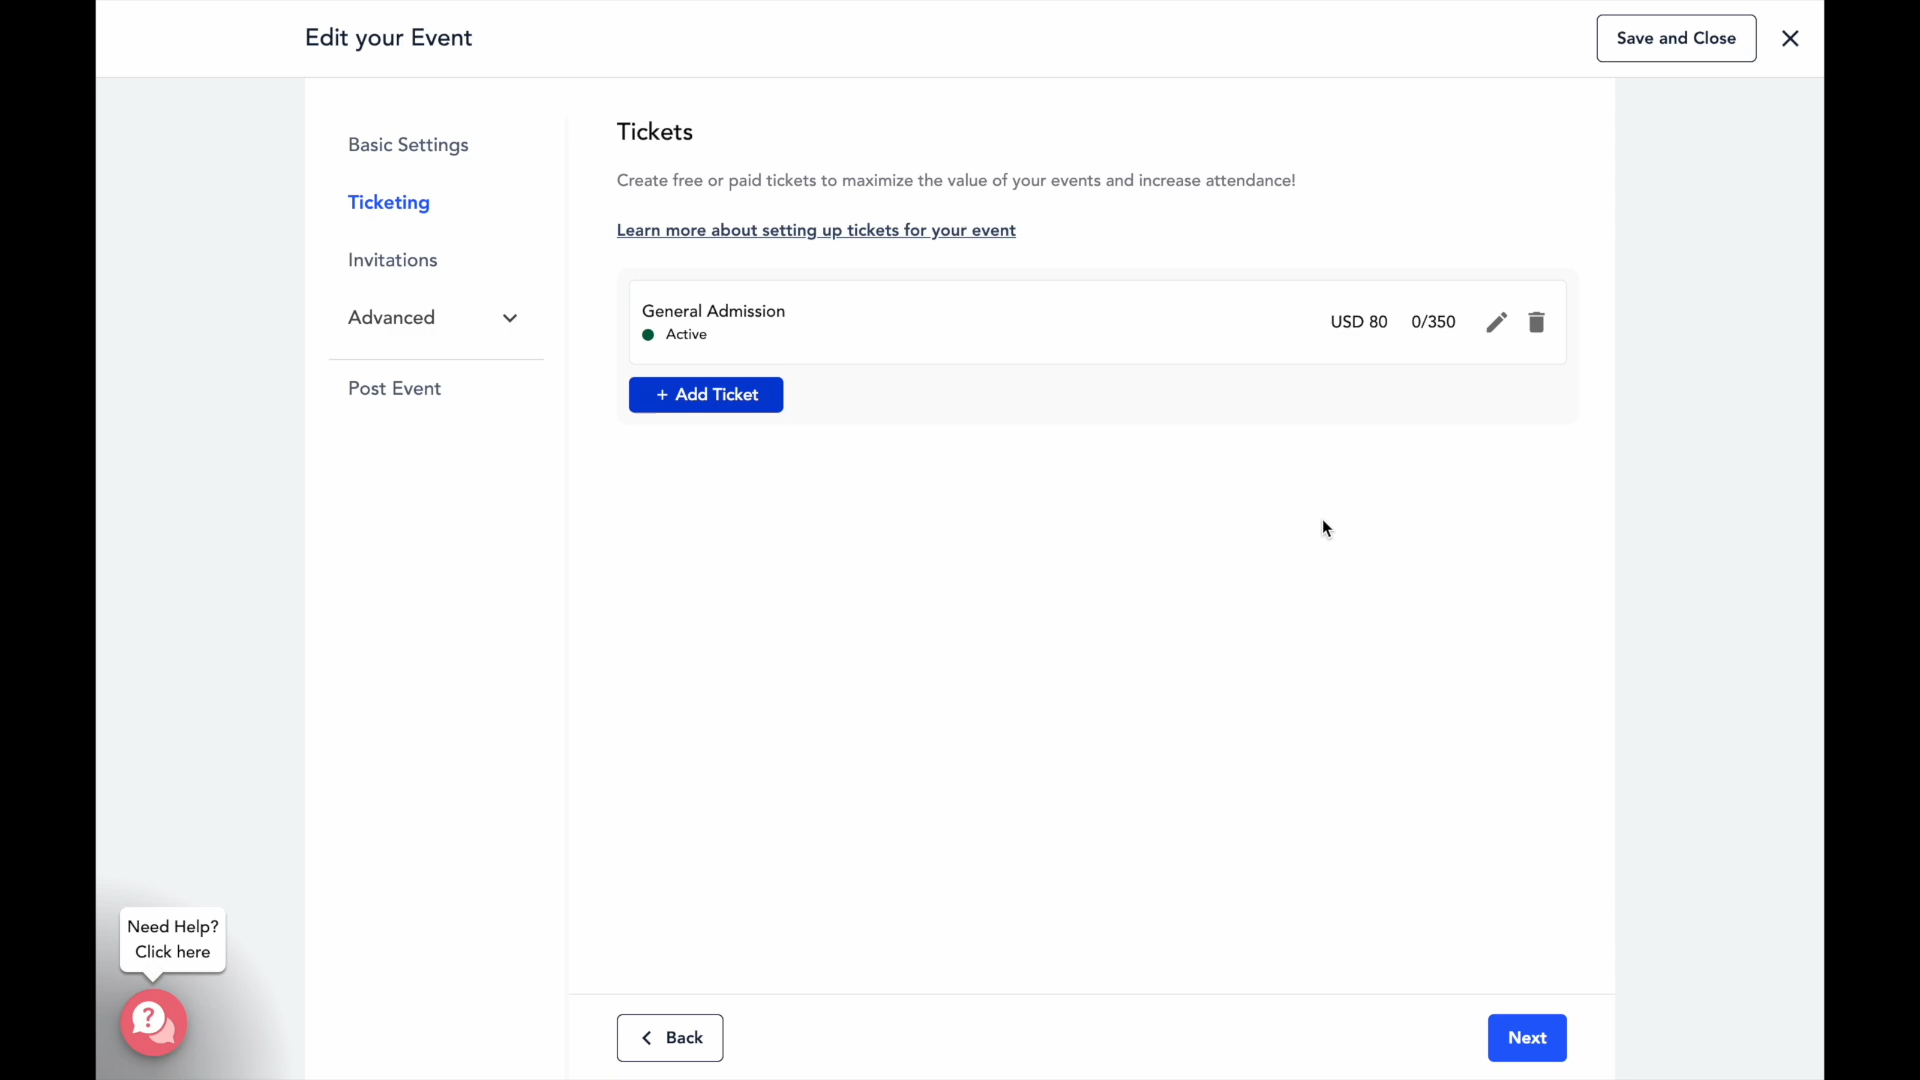 Edit your Event
Save and Close
Basic Settings
Ticketing
Invitations
Advanced
Post Event
Tickets
Create free or paid tickets to maximize the value of your events and increase attendance!
Learn more about setting up tickets for your event
General Admission
Active
USD 80 0/350
+ Add Ticket
Need Help?
Click here
?
Back
Next